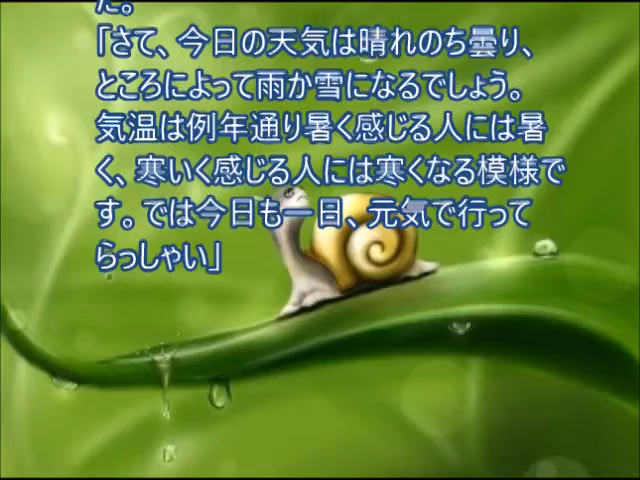 た。
「さて、今日の天気は晴れのち曇り、
ところによって雨か雪になるでしょう。
気温は例年通り暑く感じる人には暑
く、寒いく感じる人には寒くなる模様で
す。では今日も一日、元気で行って
らっしゃい」